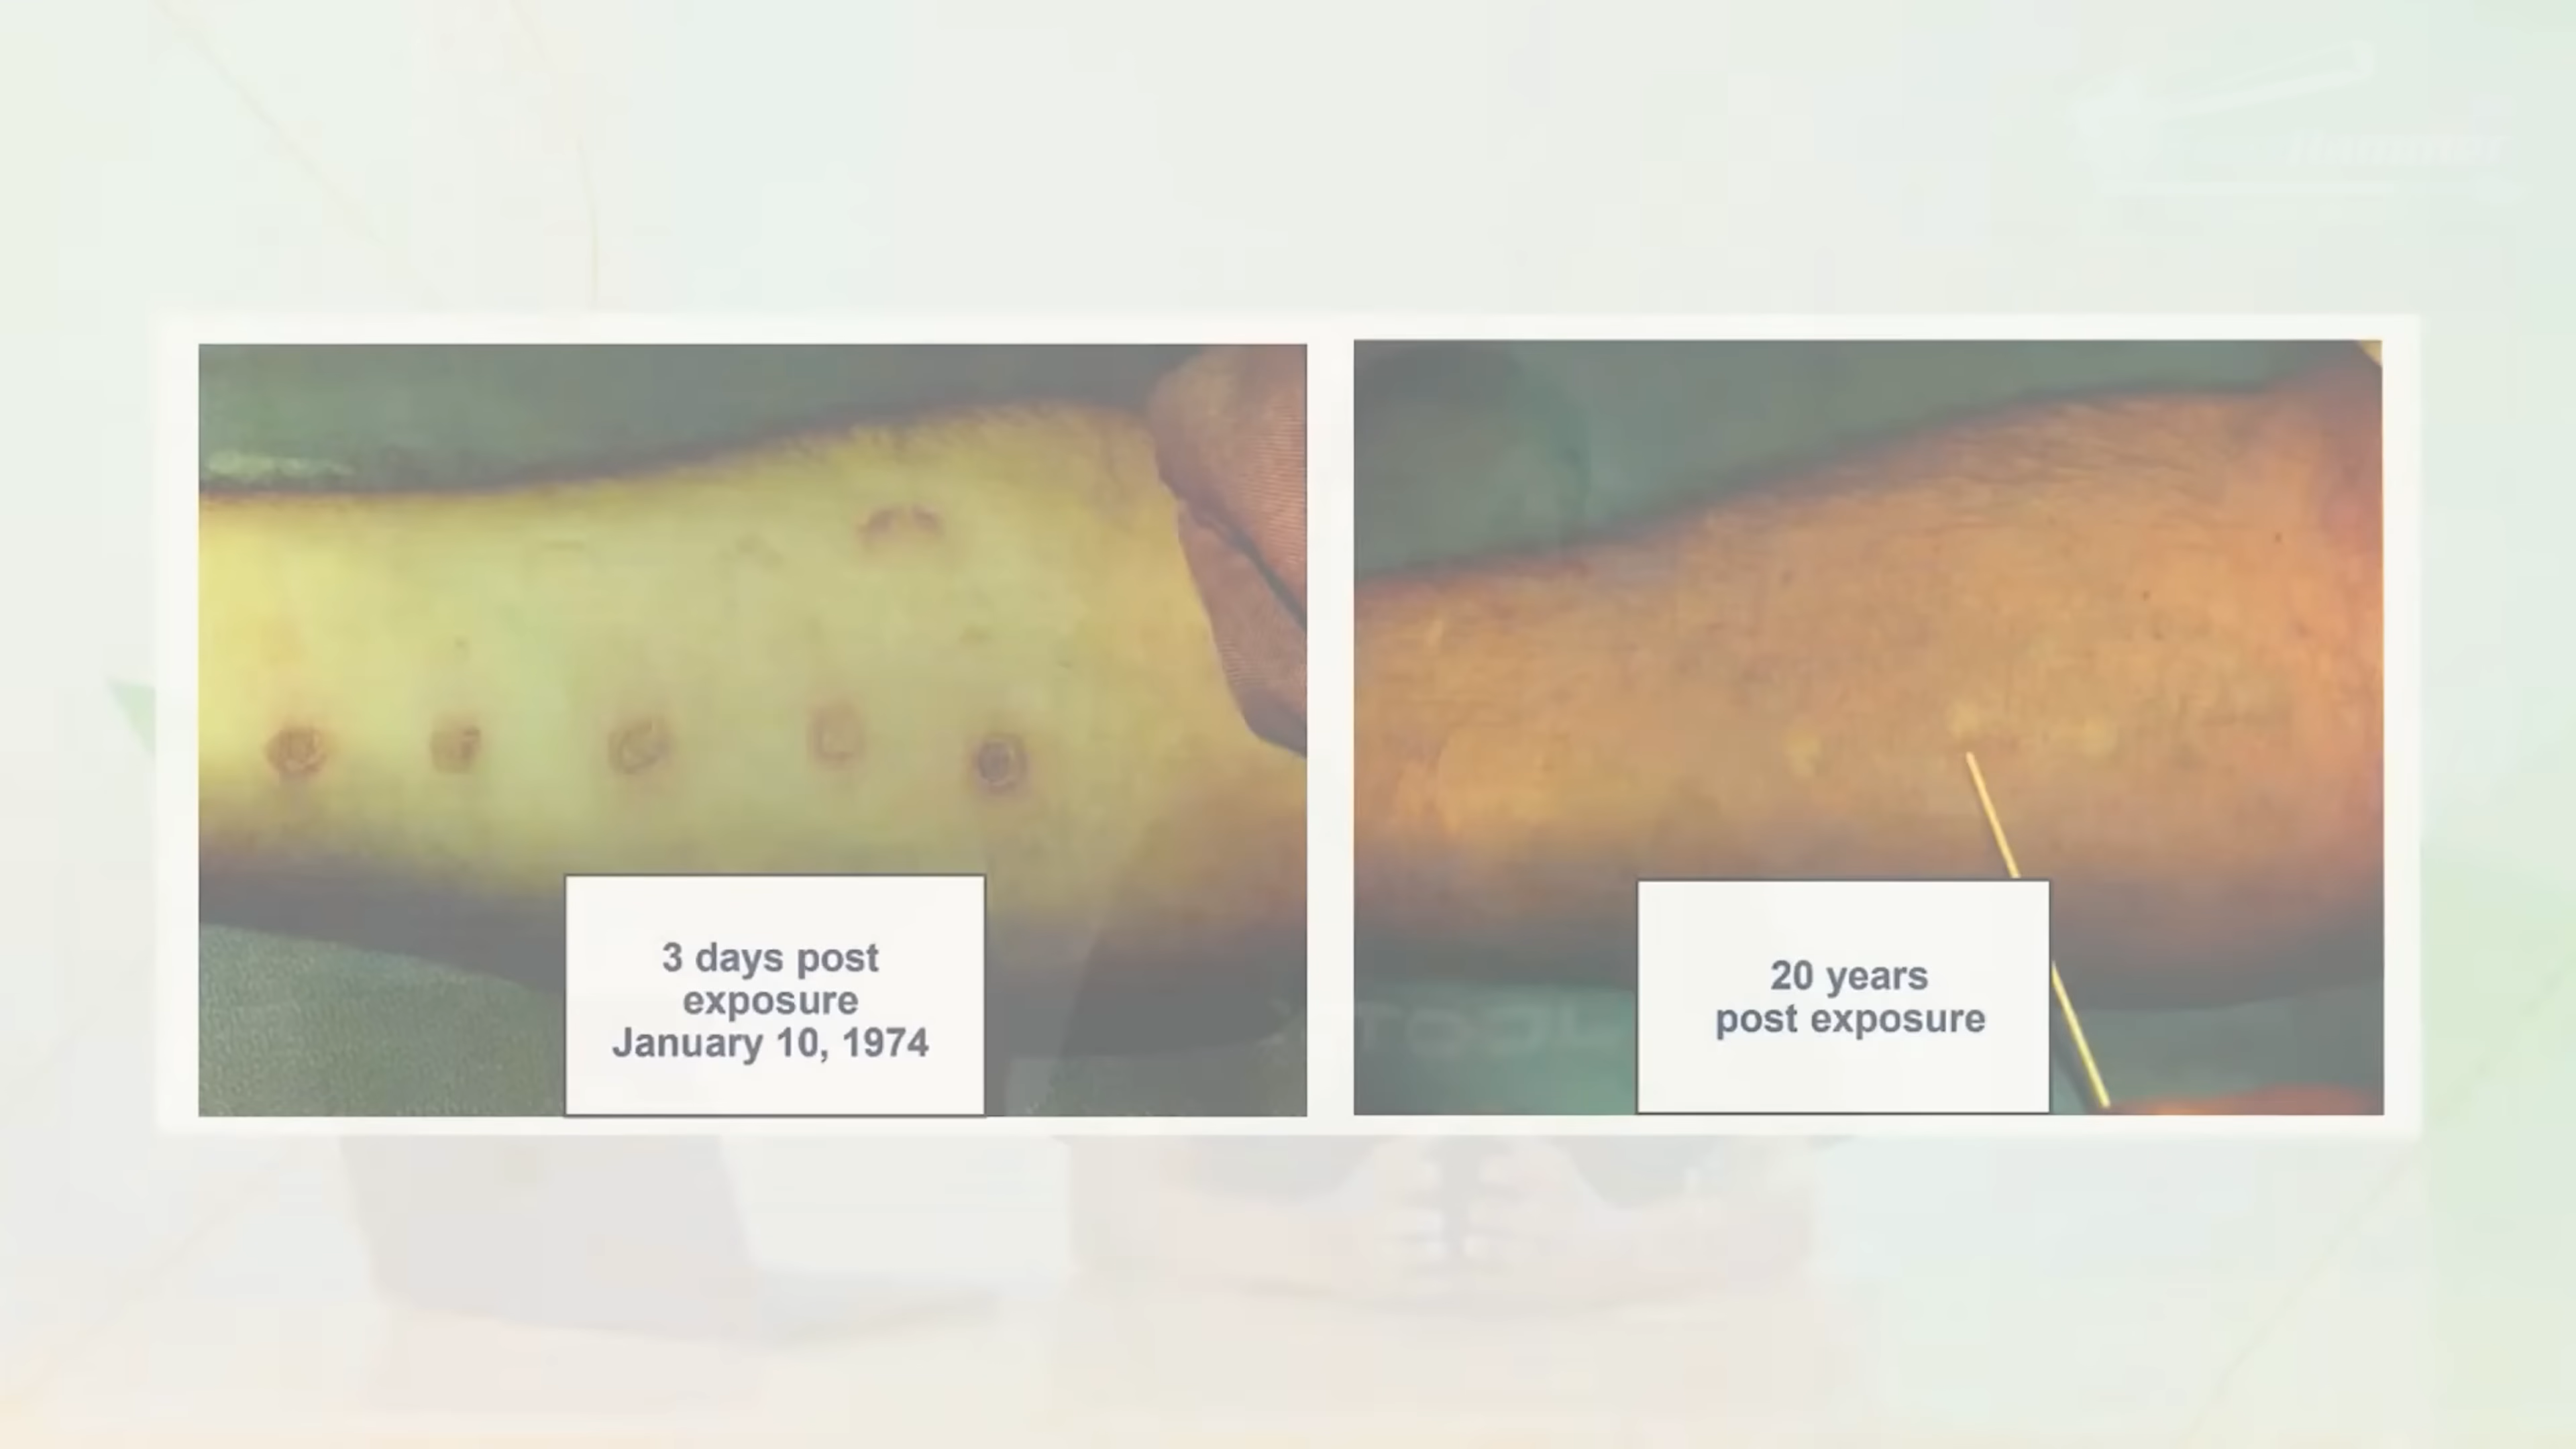 3 days post
exposure
January 10, 1974
20 years
post exposure